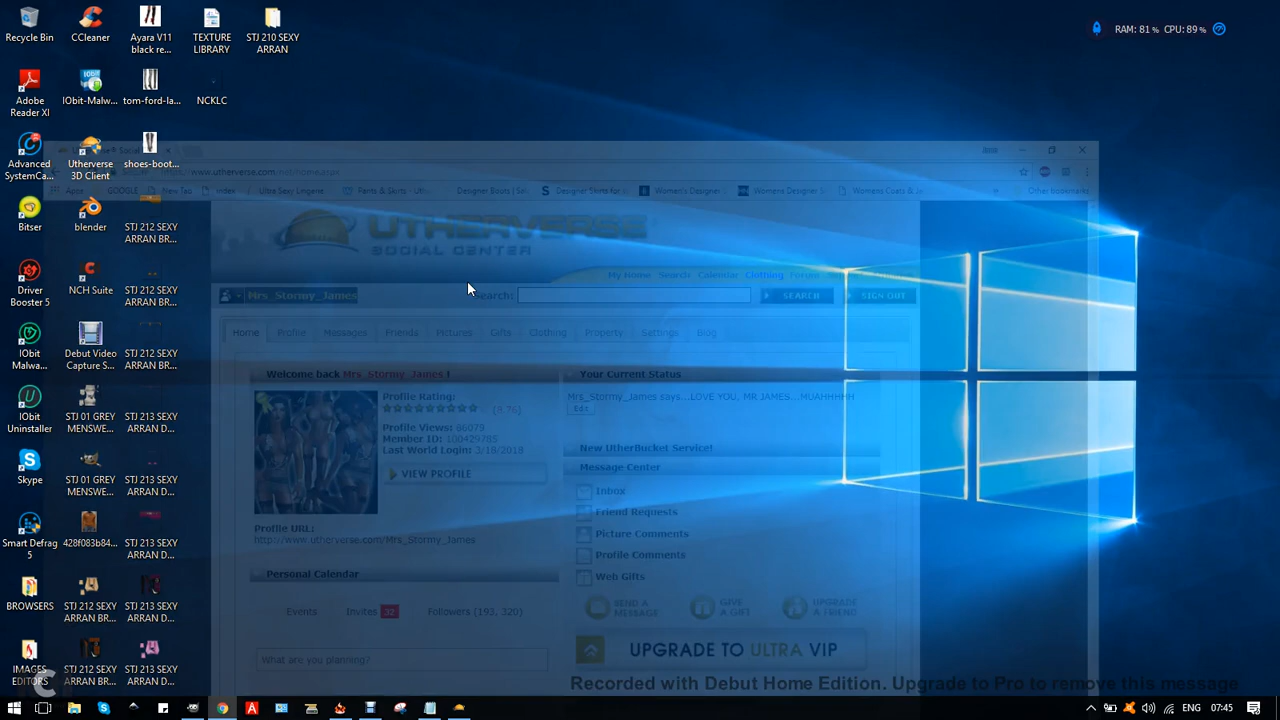 Recycle Bin
CCleaner
Ayara V11 black re...
TEXTURE LIBRARY
STJ 210 SEXY ARRAN
RAM: 81 % CPU: 89 %
Adobe Reader XI
IObit-Malw...
tom-ford-la...
NCKLC
Advanced SystemCa...
Utherverse 3D Client
shoes-boot...
Bitser
blender
STJ 212 SEXY ARRAN BR...
Driver Booster 5
NCH Suite
STJ 212 SEXY ARRAN BR...
IObit Malwa...
Debut Video Capture S...
STJ 212 SEXY ARRAN BR...
IObit Uninstaller
STJ 01 GREY MENSWE...
STJ 213 SEXY ARRAN D...
Skype
STJ 01 GREY MENSWE...
STJ 213 SEXY ARRAN D...
Smart Defrag 5
428f083b84...
STJ 213 SEXY ARRAN D...
BROWSERS
STJ 212 SEXY ARRAN BR...
STJ 213 SEXY ARRAN D...
IMAGES EDITORS
STJ 212 SEXY ARRAN BR...
STJ 213 SEXY ARRAN D...
Apps GOOGLE New Tab index Ultra Sexy Lingerie Designer Boots | Sal Designer Skirts for Women's Designer Womens Designer Womens Coats & Other bookmarks
UTHERVERSE
SOCIAL CENTER
My Home Search Calendar Clothing Forum
Mrs_Stormy_James
Search:
SEARCH
SIGN OUT
Home Profile Messages Friends Pictures Gifts Clothing Property Settings Blog
Welcome back Mrs_Stormy_James !
Profile Rating:
(8.76)
Profile Views: 86079
Member ID: 100429785
Last World Login: 3/18/2018
VIEW PROFILE
Profile URL:
http://www.utherverse.com/Mrs_Stormy_James
Personal Calendar
Events Invites 32 Followers (193, 320)
What are you planning?
Your Current Status
Mrs_Stormy_James says...LOVE YOU, MR JAMES...MUAHHHHH
Edit
New UtherBucket Service!
Message Center
Inbox
Friend Requests
Picture Comments
Profile Comments
Web Gifts
SEND A MESSAGE
GIVE A GIFT
UPGRADE A FRIEND
UPGRADE TO ULTRA VIP
Recorded with Debut Home Edition. Upgrade to Pro to remove this message
ENG 07:45